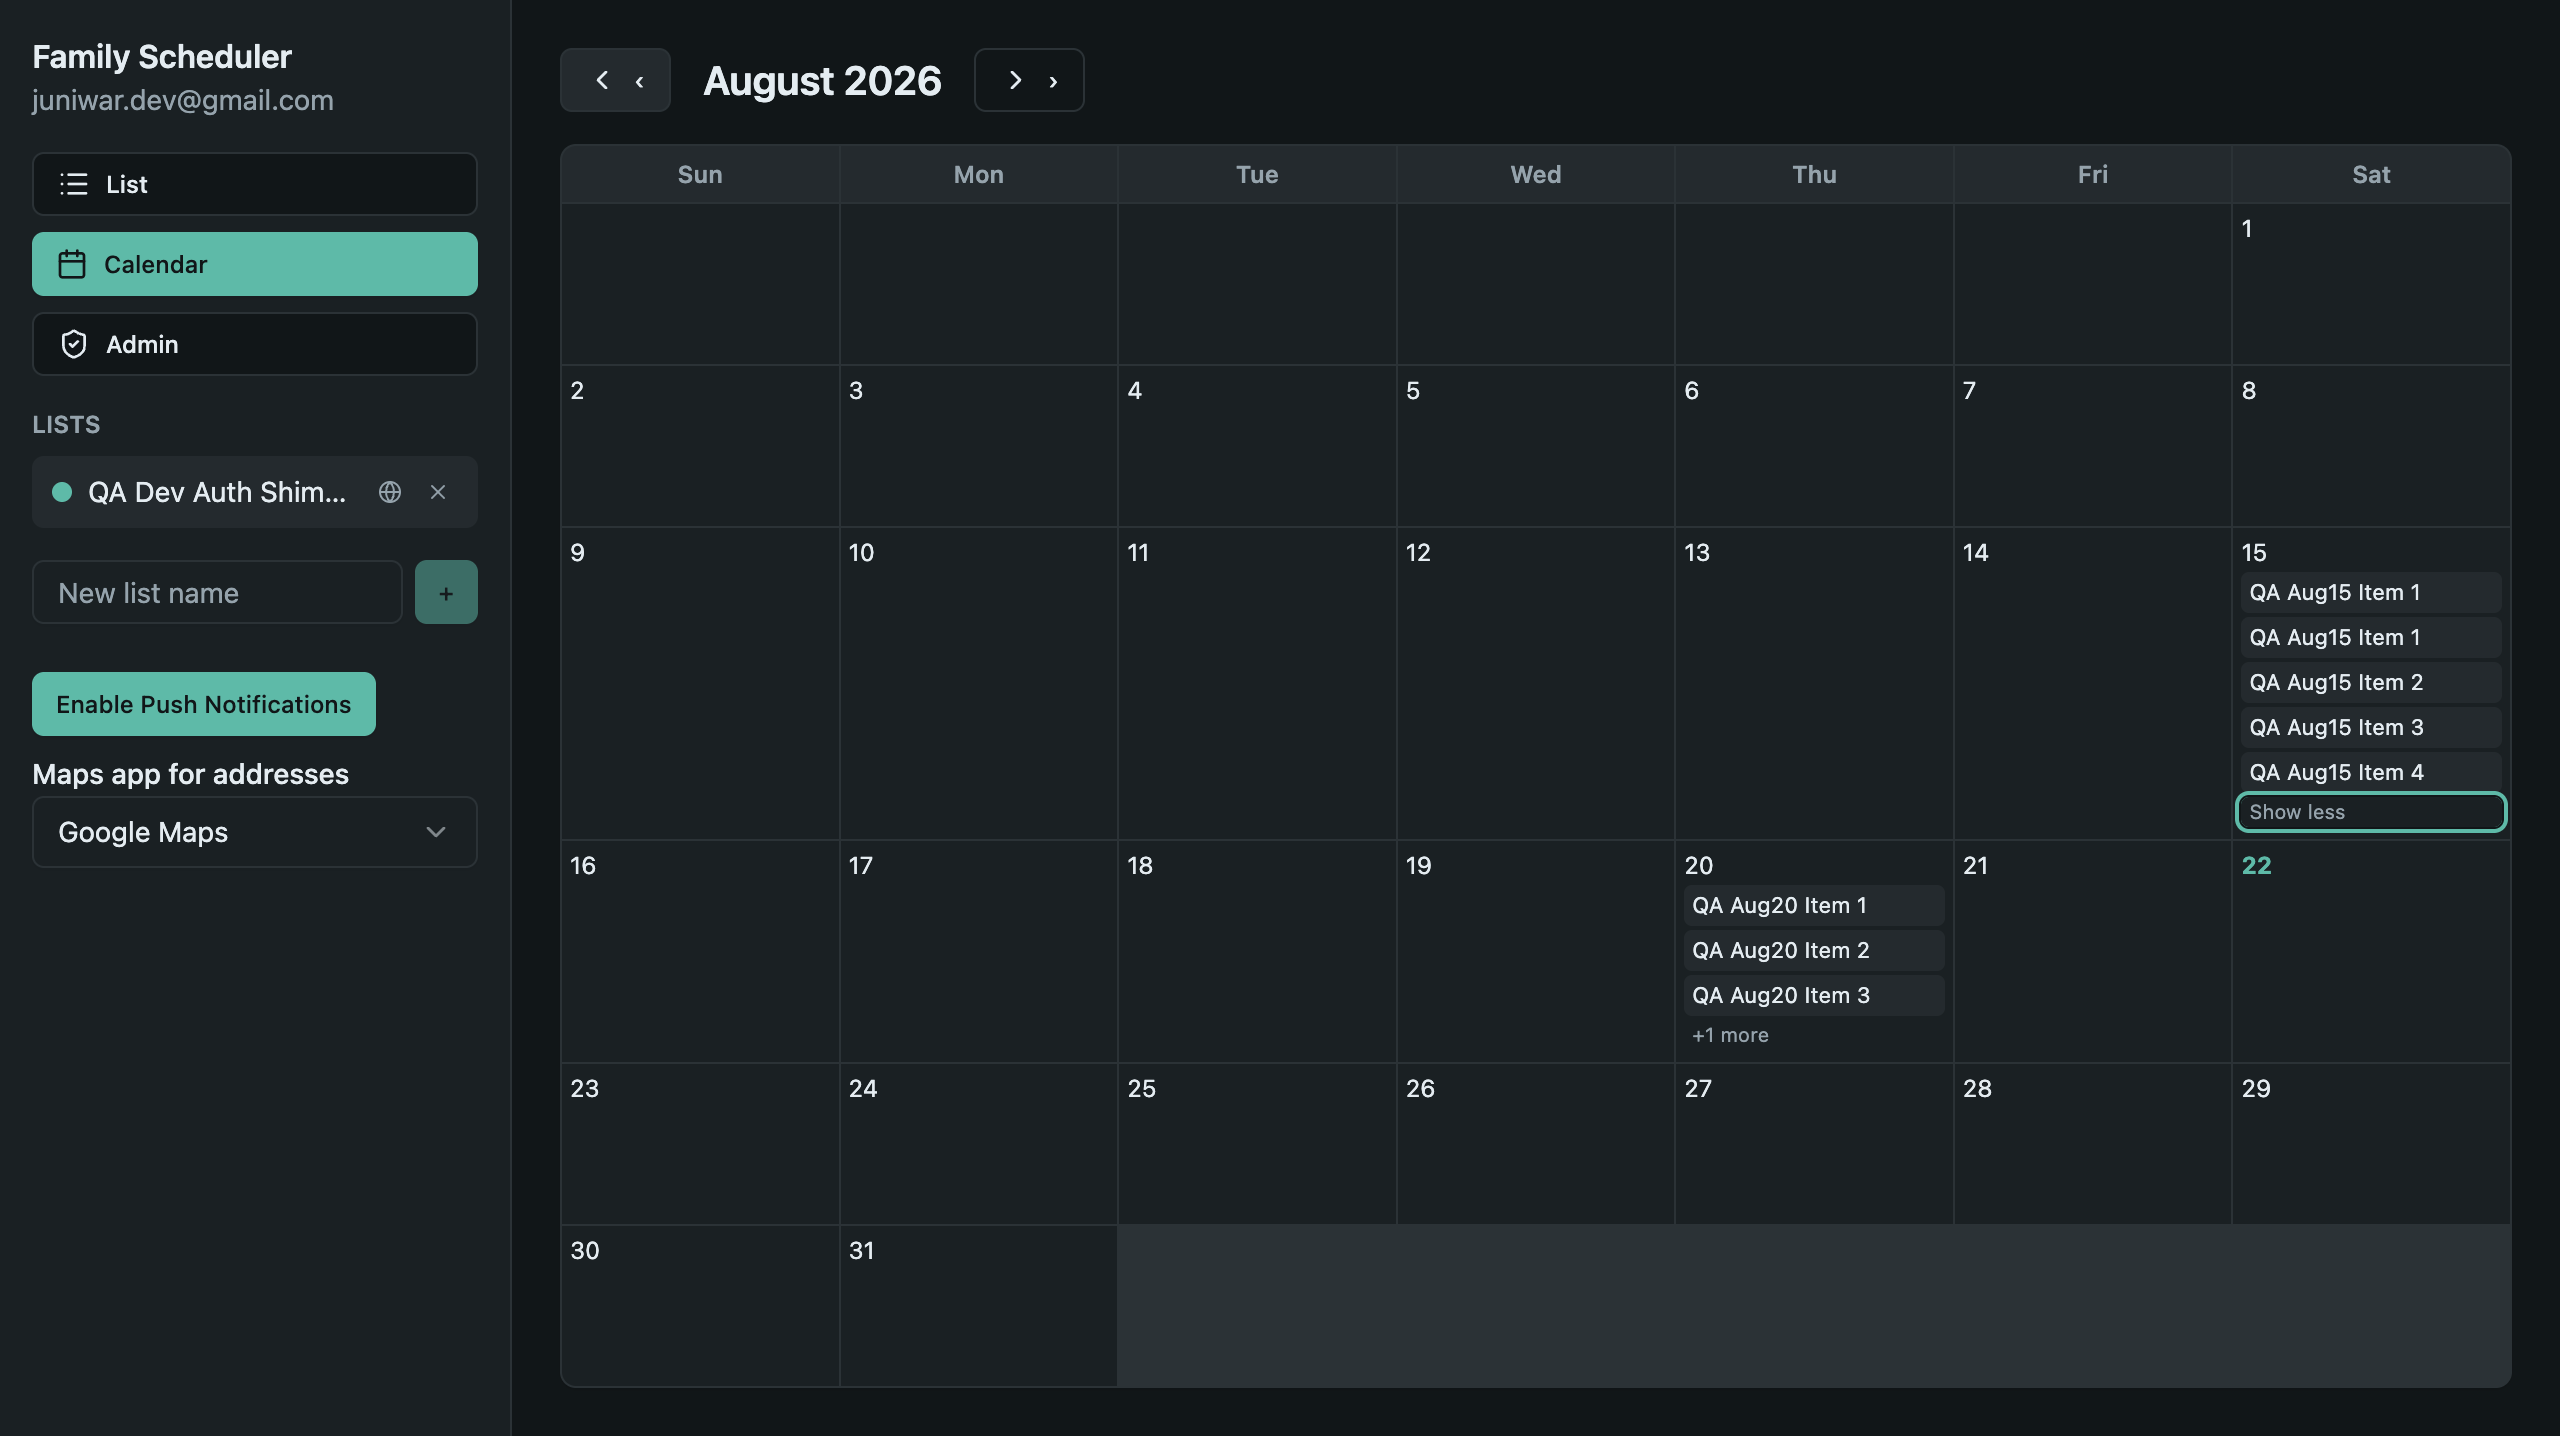 Family Scheduler
juniwar.dev@gmail.com
List
Calendar
Admin
LISTS
QA Dev Auth Shim...
New list name
+
Enable Push Notifications
Maps app for addresses
Google Maps
‹ August 2026 ›
Sun Mon Tue Wed Thu Fri Sat
1
2 3 4 5 6 7 8
9 10 11 12 13 14 15
QA Aug15 Item 1
QA Aug15 Item 1
QA Aug15 Item 2
QA Aug15 Item 3
QA Aug15 Item 4
Show less
16 17 18 19 20 21 22
QA Aug20 Item 1
QA Aug20 Item 2
QA Aug20 Item 3
+1 more
23 24 25 26 27 28 29
30 31